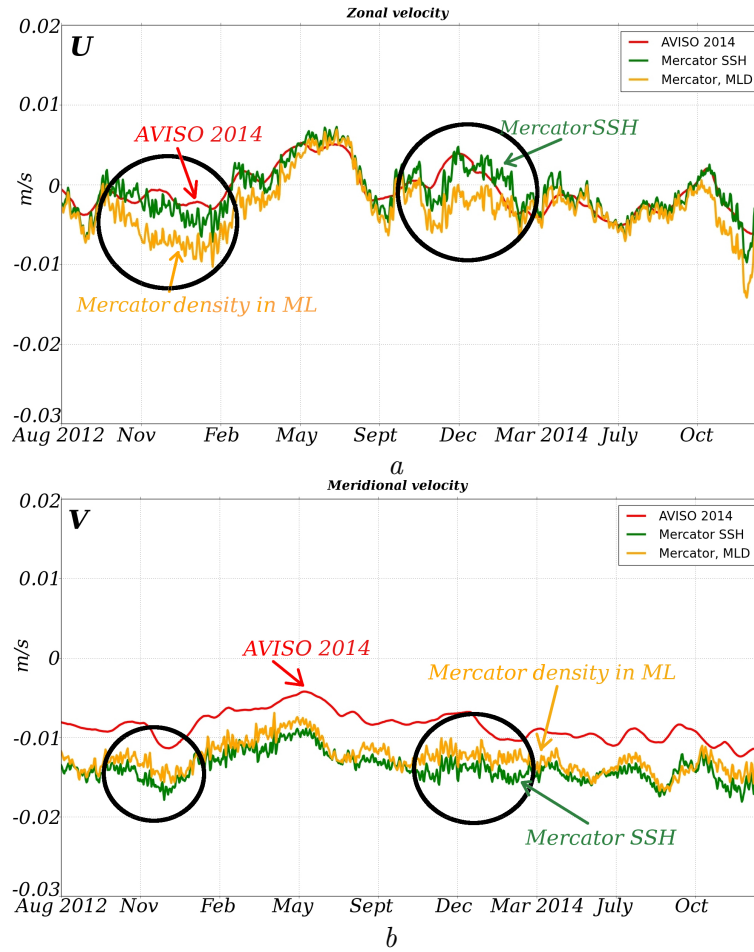 Zonal velocity
0.02
U
AVISO 2014
Mercator SSH
Mercator, MLD
0.01
AVISO 2014
Mercator SSH
m/s
0
-0.01
Mercator density in ML
-0.02
-0.03
Aug 2012 Nov Feb May Sept Dec Mar 2014 July Oct
a
Meridional velocity
0.02
V
AVISO 2014
Mercator SSH
Mercator, MLD
0.01
m/s
0
AVISO 2014
Mercator density in ML
-0.01
-0.02
Mercator SSH
-0.03
Aug 2012 Nov Feb May Sept Dec Mar 2014 July Oct
b